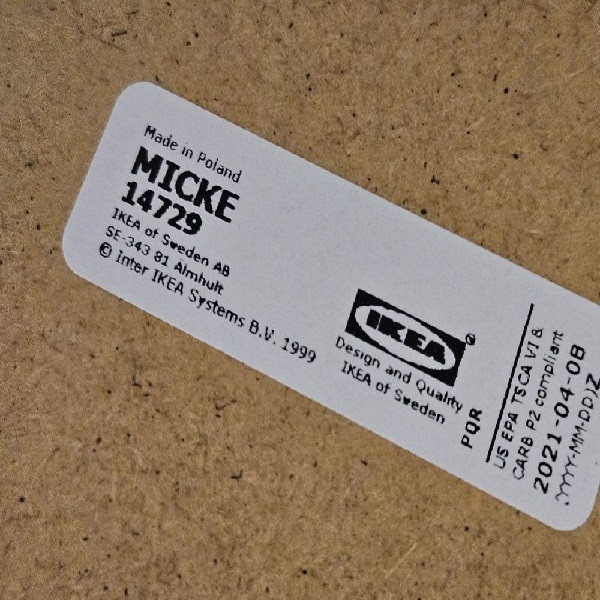 Made in Poland
MICKE
14729
IKEA of Sweden AB
SE-343 81 Älmhult
© Inter IKEA Systems B.V. 1999
IKEA®
Design and Quality
IKEA of Sweden
PQR
US EPA TSCA VI &
CARB P2 compliant
2021-04-08
(YYYY-MM-DD)Z